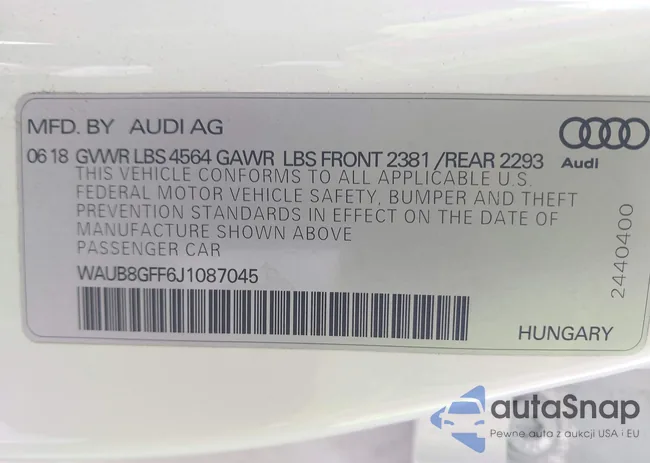 MFD. BY AUDI AG
06 18 GVWR LBS 4564 GAWR LBS FRONT 2381 /REAR 2293
Audi
THIS VEHICLE CONFORMS TO ALL APPLICABLE U.S.
FEDERAL MOTOR VEHICLE SAFETY, BUMPER AND THEFT
PREVENTION STANDARDS IN EFFECT ON THE DATE OF
MANUFACTURE SHOWN ABOVE
PASSENGER CAR
WAUB8GFF6J1087045
2440400
HUNGARY
autaSnap
Pewne auta z aukcji USA i EU